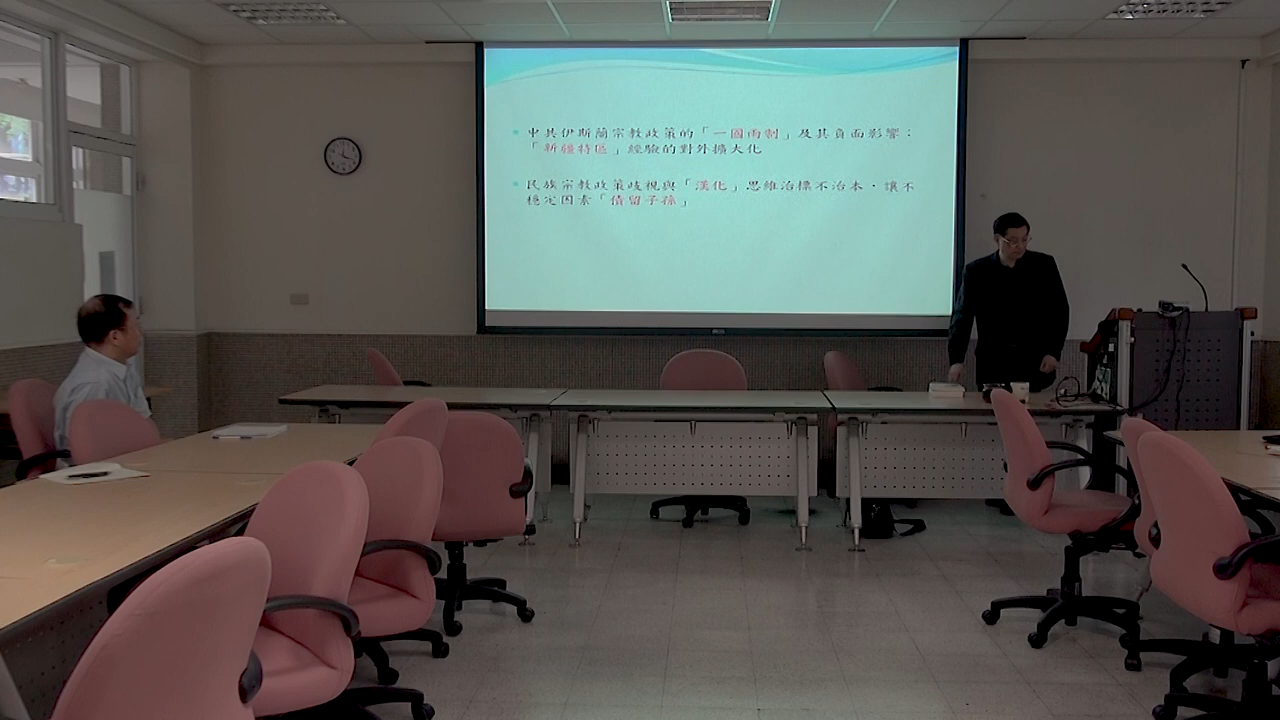 中共伊斯蘭宗教政策的「一國兩制」及其負面影響：
「新疆特區」經驗的對外擴大化
民族宗教政策歧視與「漢化」思維治標不治本，讓不
穩定因素「債留子孫」